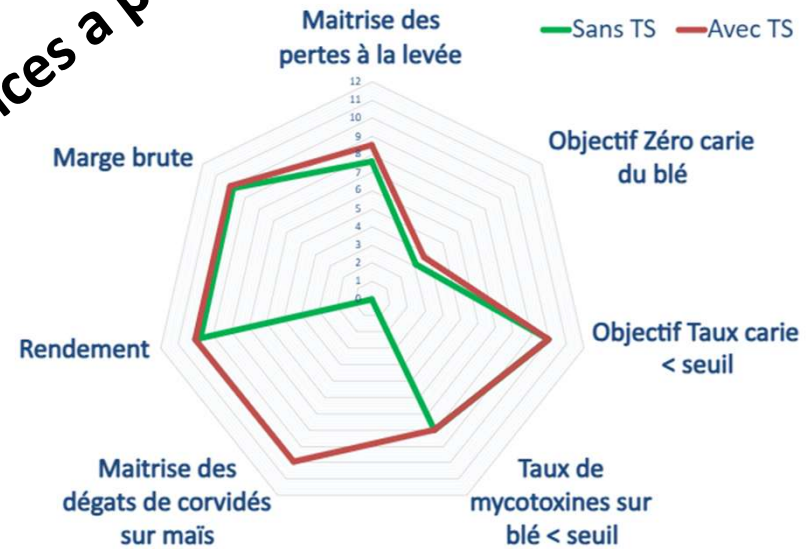 ces a p
Maitrise des
pertes à la levée
Sans TS Avec TS
12
11
10
9
8
7
6
5
4
3
2
1
0
Objectif Zéro carie
du blé
Marge brute
Objectif Taux carie
< seuil
Rendement
Taux de
mycotoxines sur
blé < seuil
Maitrise des
dégats de corvidés
sur maïs